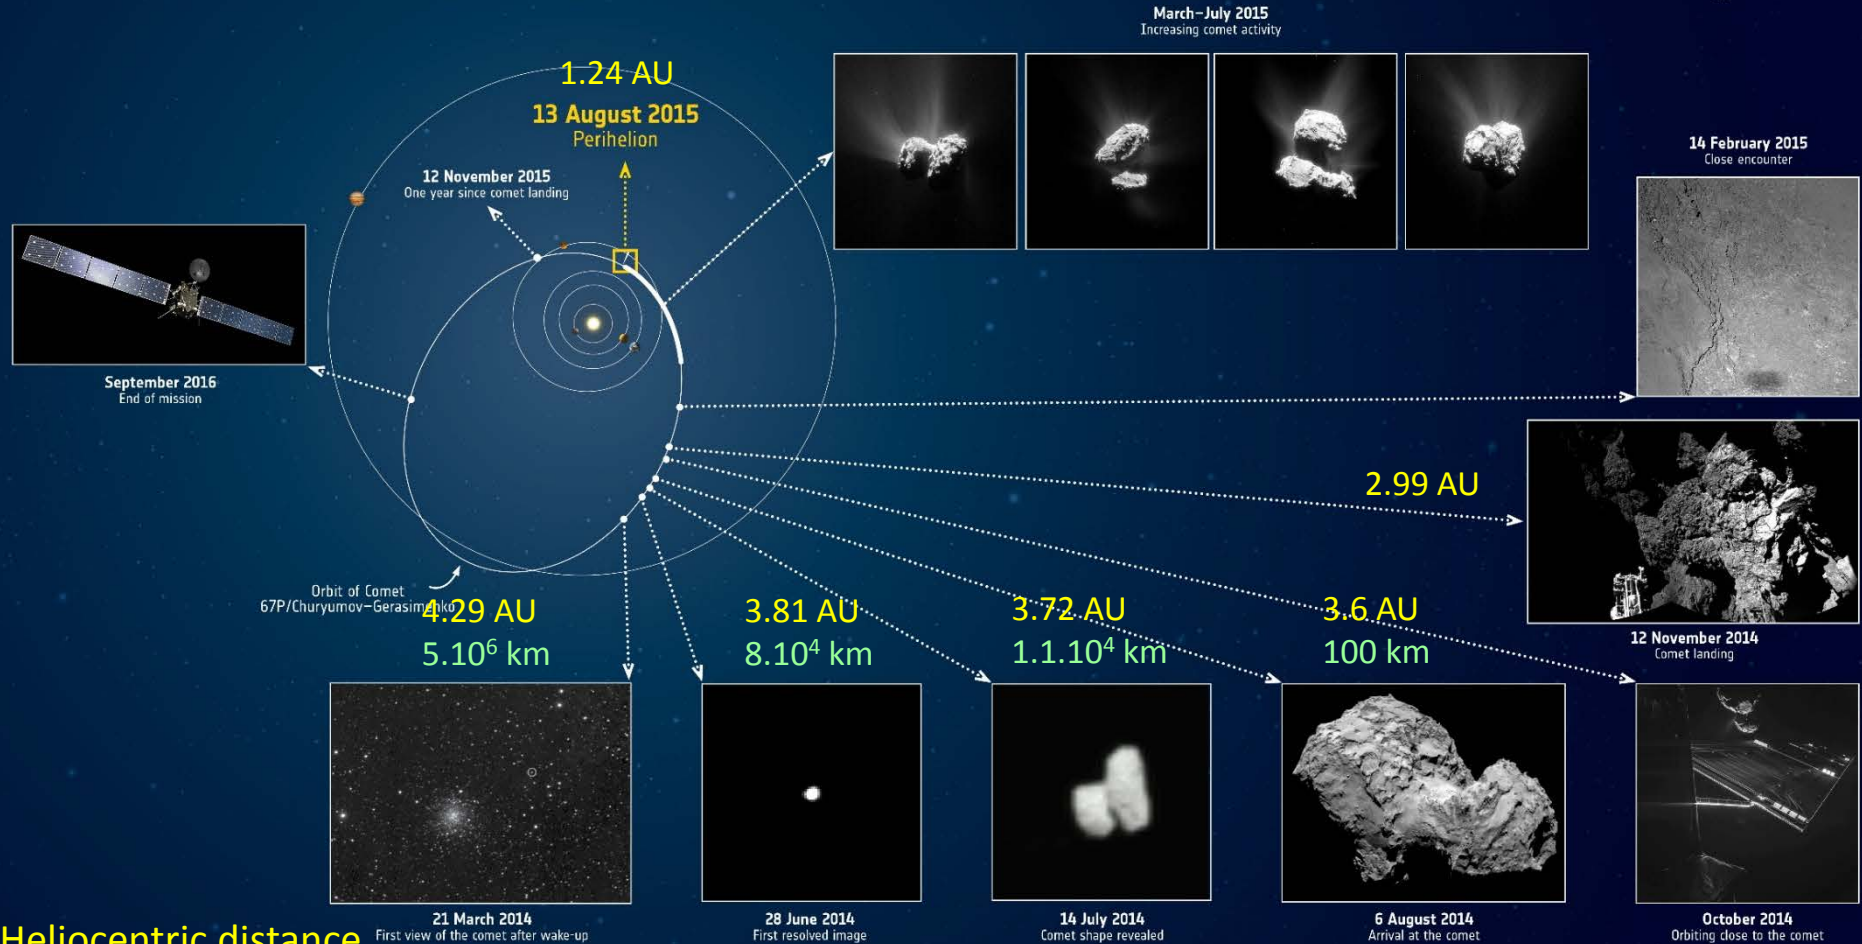 March–July 2015
Increasing comet activity
1.24 AU
13 August 2015
Perihelion
12 November 2015
One year since comet landing
14 February 2015
Close encounter
September 2016
End of mission
2.99 AU
Orbit of Comet
67P/Churyumov–Gerasimenko
4.29 AU
5.10⁶ km
3.81 AU
8.10⁴ km
3.72 AU
1.1.10⁴ km
3.6 AU
100 km
12 November 2014
Comet landing
21 March 2014
First view of the comet after wake-up
28 June 2014
First resolved image
14 July 2014
Comet shape revealed
6 August 2014
Arrival at the comet
October 2014
Orbiting close to the comet
Heliocentric distance